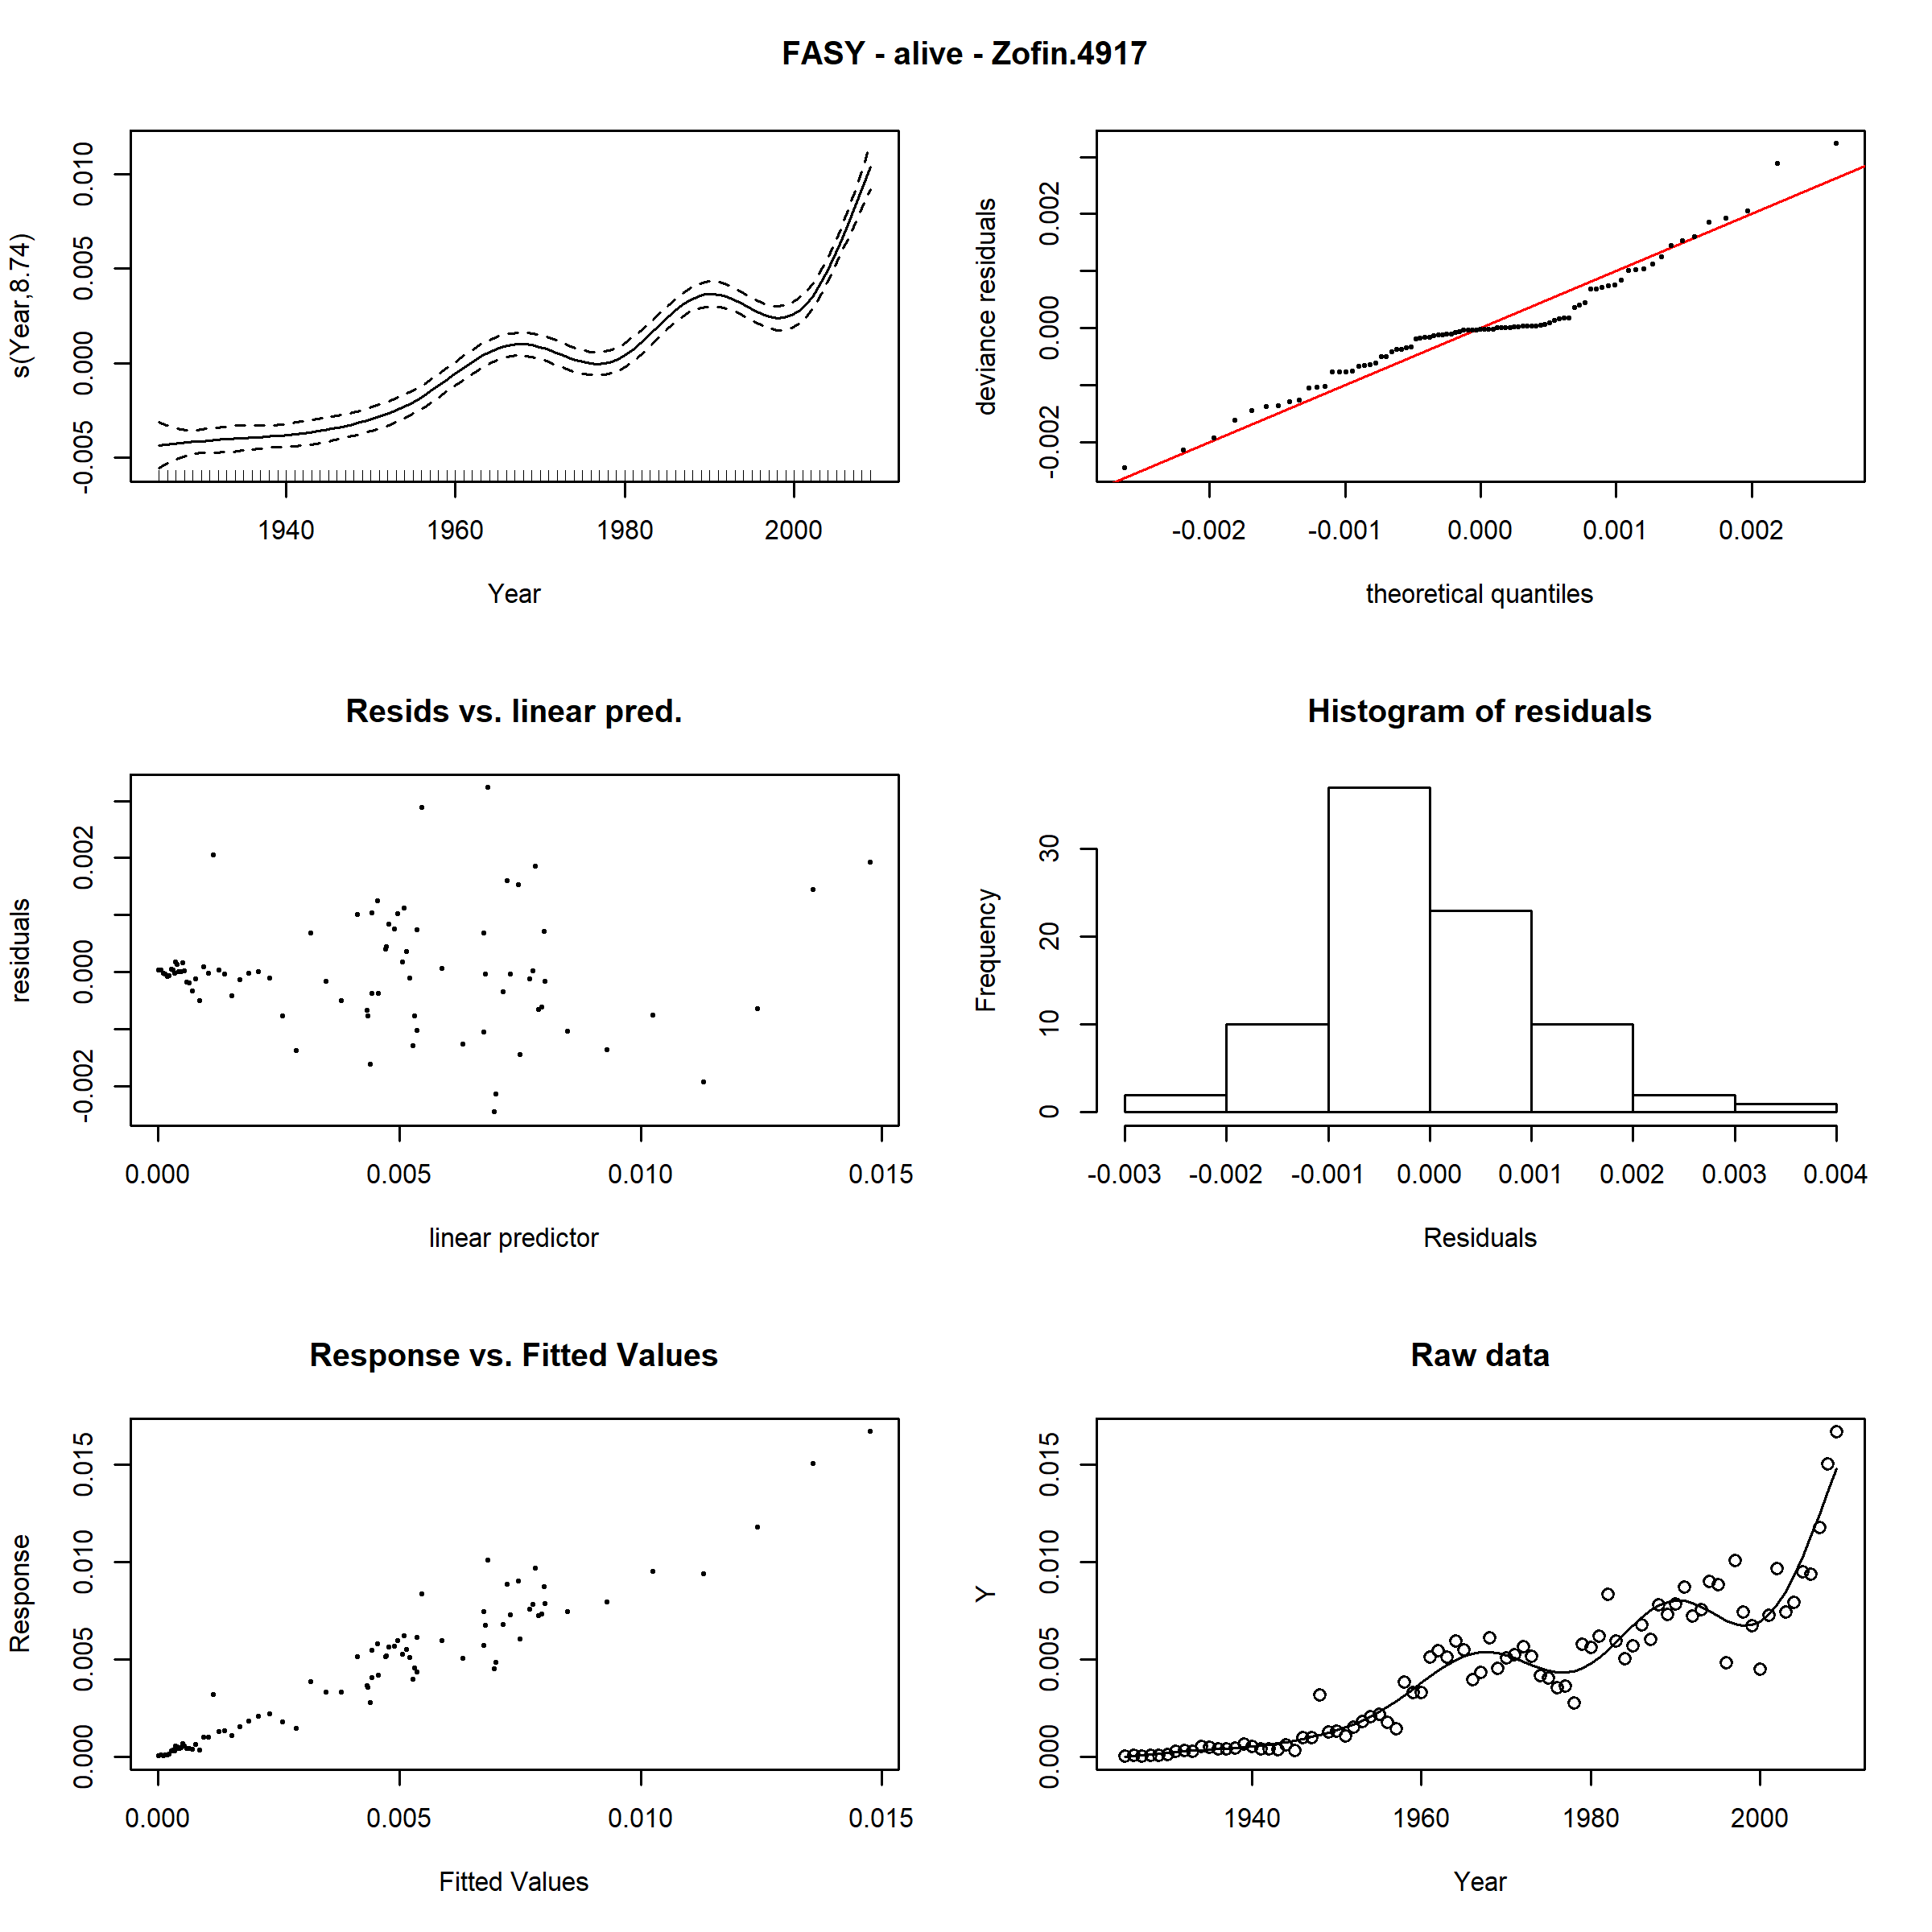 FASY - alive - Zofin.4917
s(Year,8.74)
0.010
0.005
0.000
-0.005
1940 1960 1980 2000
Year
deviance residuals
0.002
0.000
-0.002
-0.002 -0.001 0.000 0.001 0.002
theoretical quantiles
Resids vs. linear pred.
residuals
0.002
0.000
-0.002
0.000 0.005 0.010 0.015
linear predictor
Histogram of residuals
Frequency
30
20
10
0
-0.003 -0.002 -0.001 0.000 0.001 0.002 0.003 0.004
Residuals
Response vs. Fitted Values
Response
0.015
0.010
0.005
0.000
0.000 0.005 0.010 0.015
Fitted Values
Raw data
Y
0.015
0.010
0.005
0.000
1940 1960 1980 2000
Year